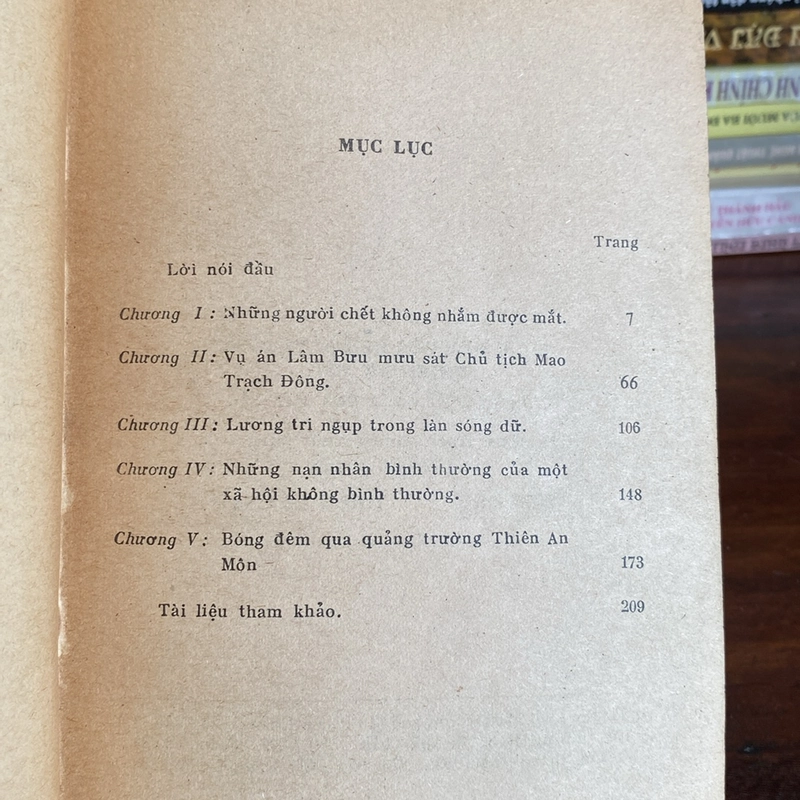 MỤC LỤC
Trang
Lời nói đầu
Chương I : Những người chết không nhắm được mắt. 7
Chương II : Vụ án Lâm Bưu mưu sát Chủ tịch Mao
Trạch Đông. 66
Chương III : Lương tri ngụp trong làn sóng dữ. 106
Chương IV : Những nạn nhân bình thường của một
xã hội không bình thường. 148
Chương V : Bóng đêm qua quảng trường Thiên An
Môn 173
Tài liệu tham khảo. 209